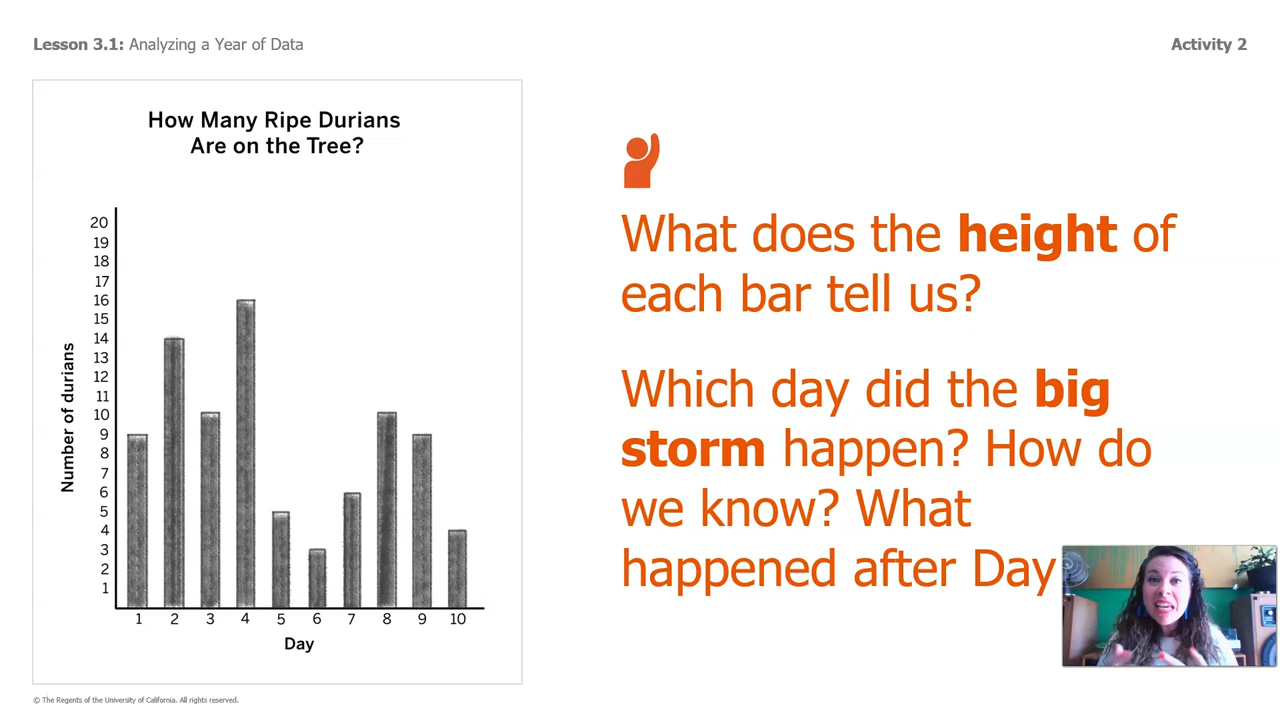 Lesson 3.1: Analyzing a Year of Data
Activity 2
How Many Ripe Durians
Are on the Tree?
20
19
18
17
16
15
14
13
12
11
10
9
8
7
6
5
4
3
2
1
Number of durians
1 2 3 4 5 6 7 8 9 10
Day
What does the height of
each bar tell us?
Which day did the big
storm happen? How do
we know? What
happened after Day
© The Regents of the University of California. All rights reserved.